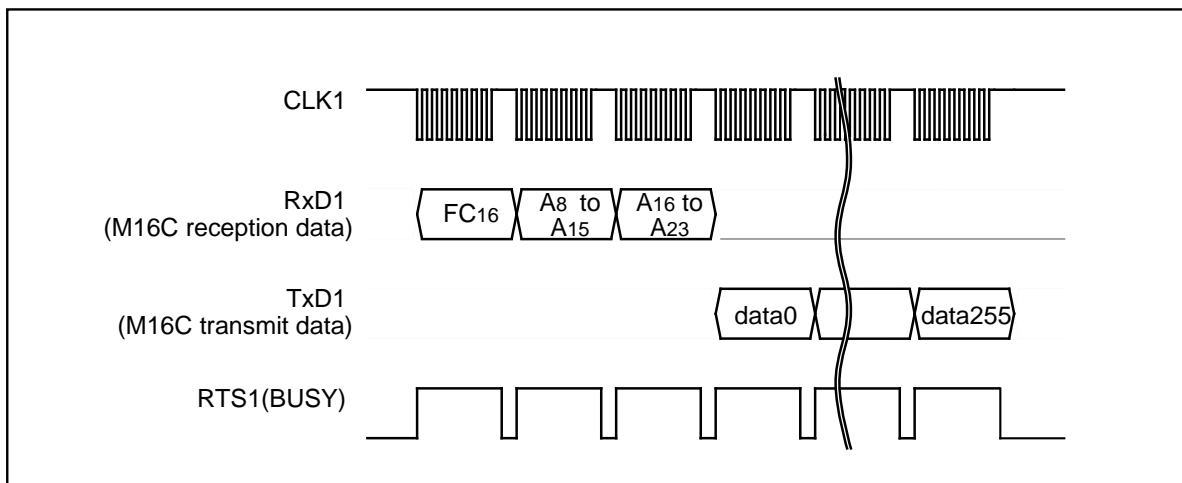 CLK1
RxD1
(M16C reception data)
FC16
A8 to
A15
A16 to
A23
TxD1
(M16C transmit data)
data0
data255
RTS1(BUSY)